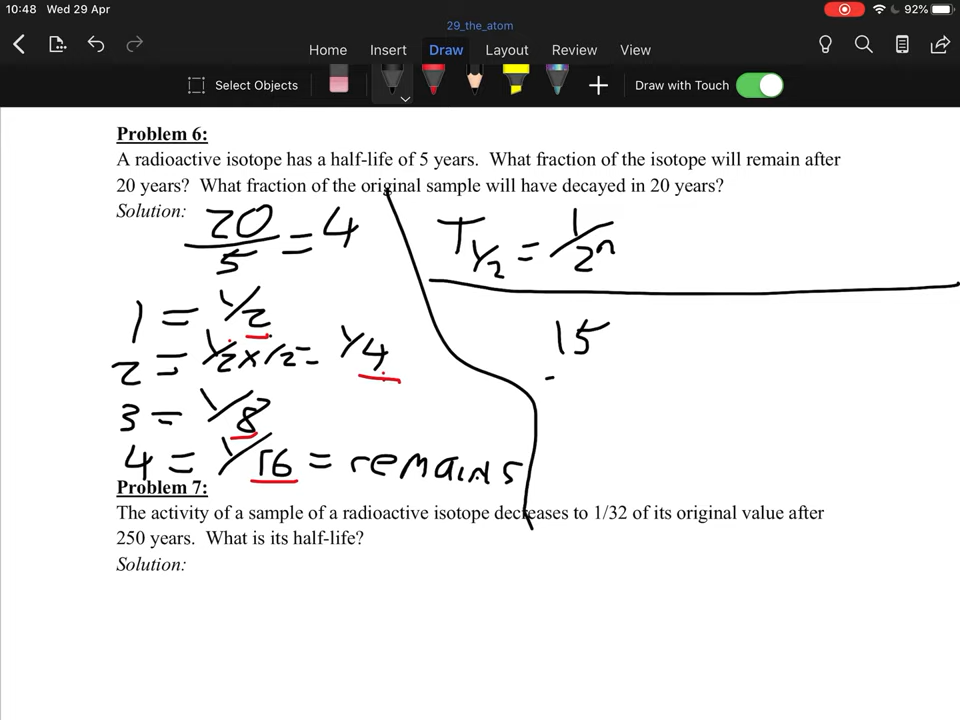 10:48 Wed 29 Apr
92%
29_the_atom
Home Insert Draw Layout Review View
Select Objects
Draw with Touch
Problem 6:
A radioactive isotope has a half-life of 5 years. What fraction of the isotope will remain after
20 years? What fraction of the original sample will have decayed in 20 years?
Solution:
20/5 = 4
T1/2 = 1/2ⁿ
1 = 1/2
2 = 1/2 x 1/2 = 1/4
15
-
3 = 1/8
4 = 1/16 = remains
Problem 7:
The activity of a sample of a radioactive isotope decreases to 1/32 of its original value after
250 years. What is its half-life?
Solution: